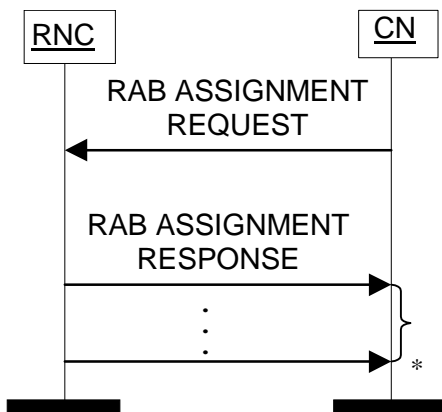 RNC
CN
RAB ASSIGNMENT
REQUEST
RAB ASSIGNMENT
RESPONSE
*